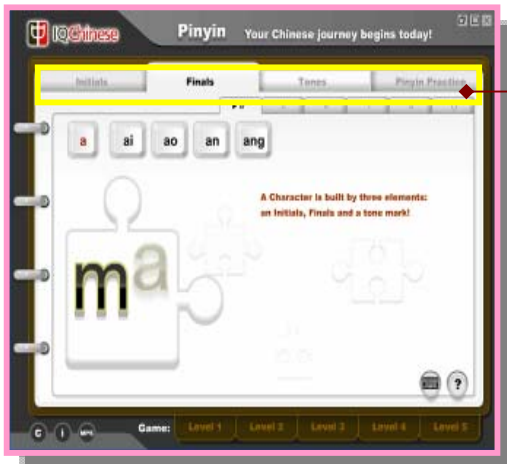 IQChinese
Pinyin Your Chinese journey begins today!
Initials Finals Tones Pinyin Practice
a ai ao an ang
A Character is built by three elements:
an Initials, Finals and a tone mark!
ma
?
C I MPS
Game: Level 1 Level 2 Level 3 Level 4 Level 5